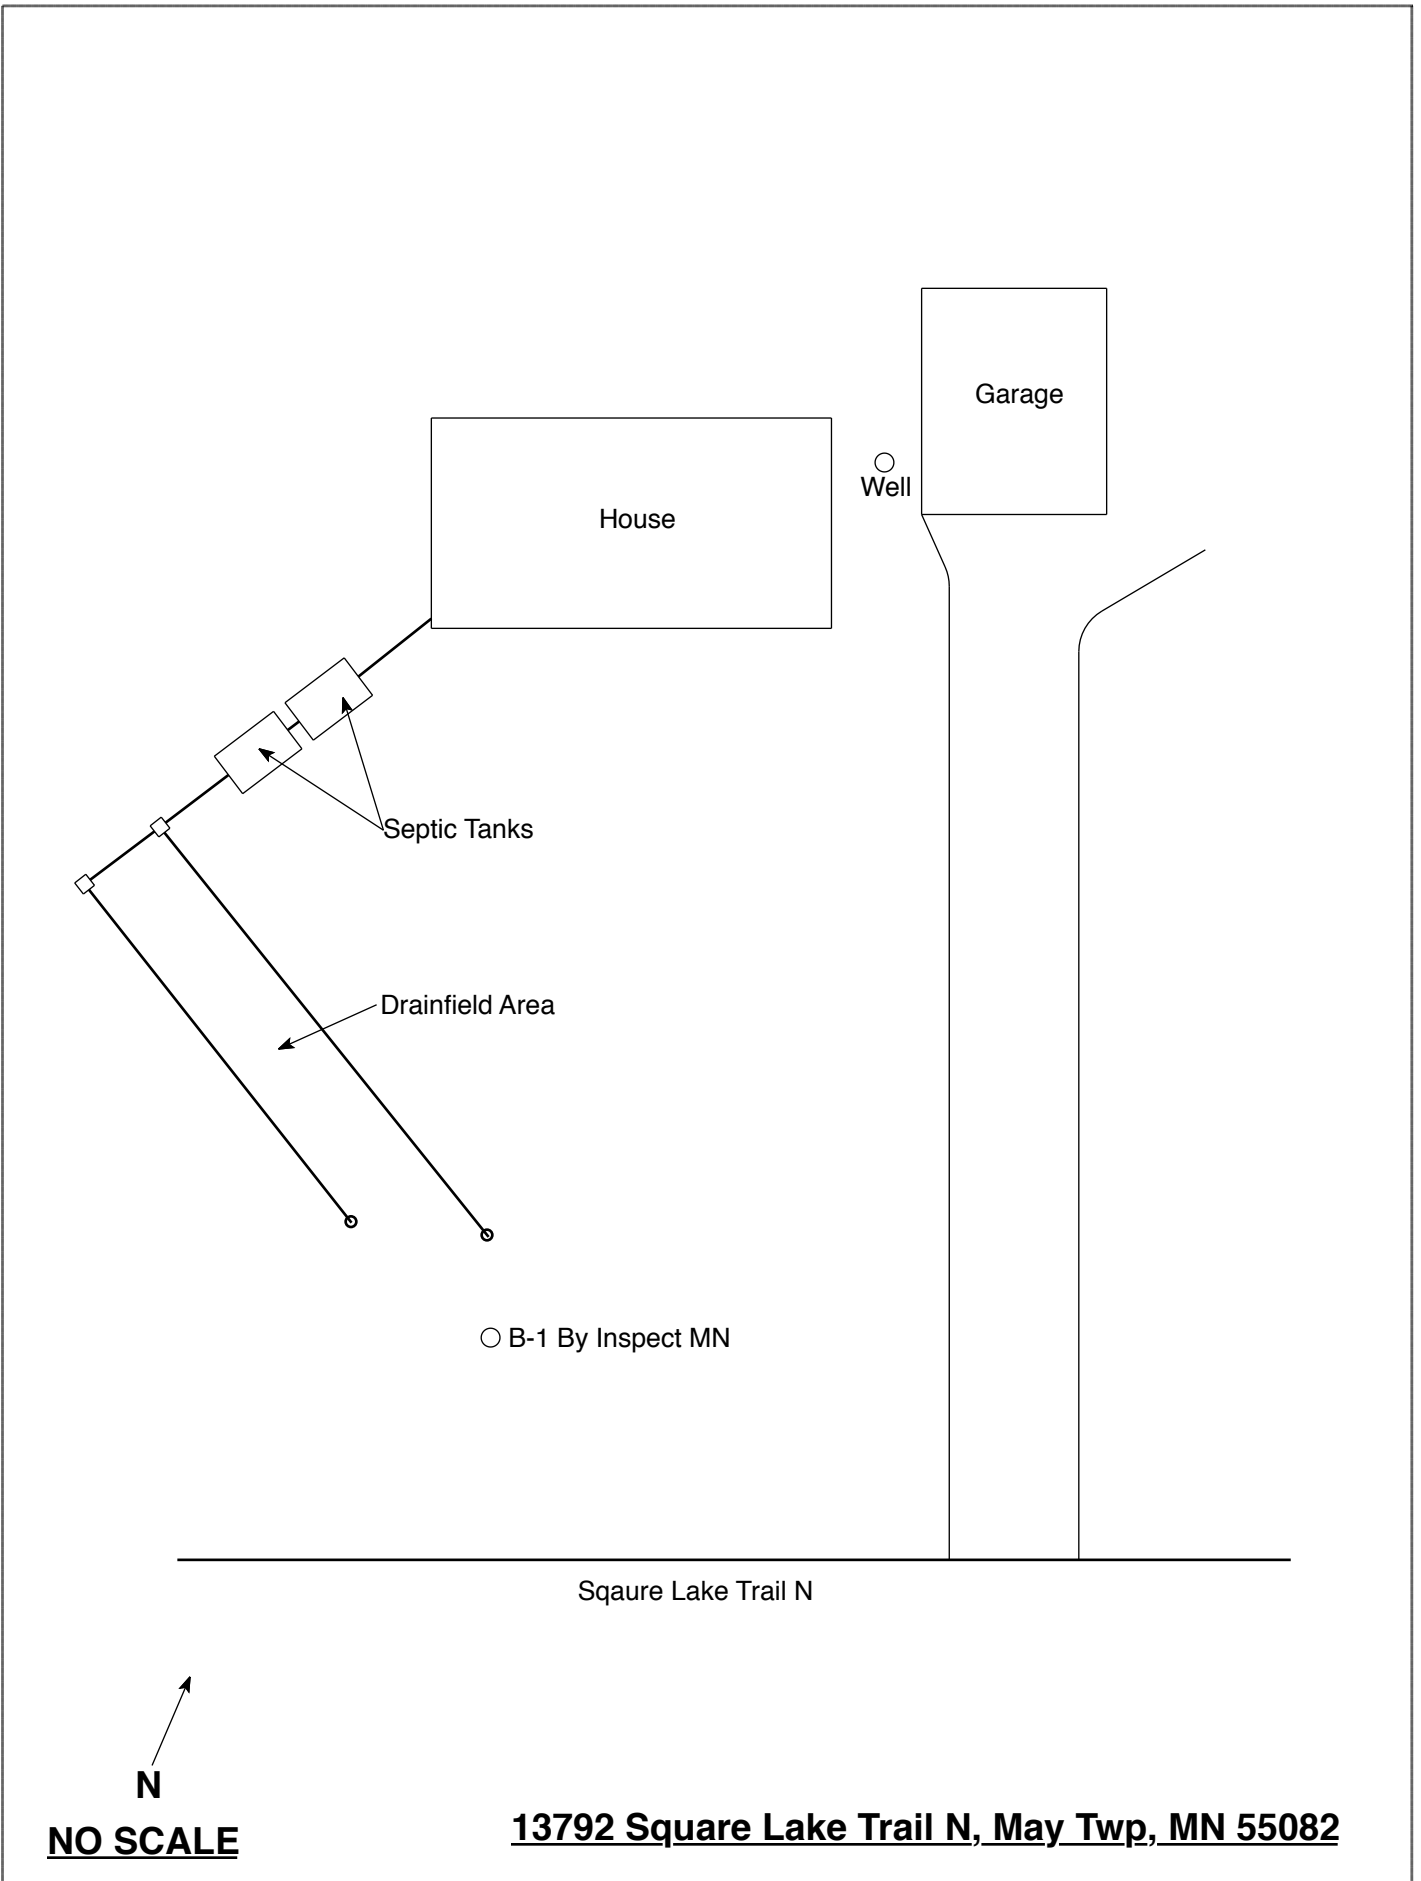 Garage
Well
House
Septic Tanks
Drainfield Area
B-1 By Inspect MN
Sqaure Lake Trail N
N
NO SCALE
13792 Square Lake Trail N, May Twp, MN 55082